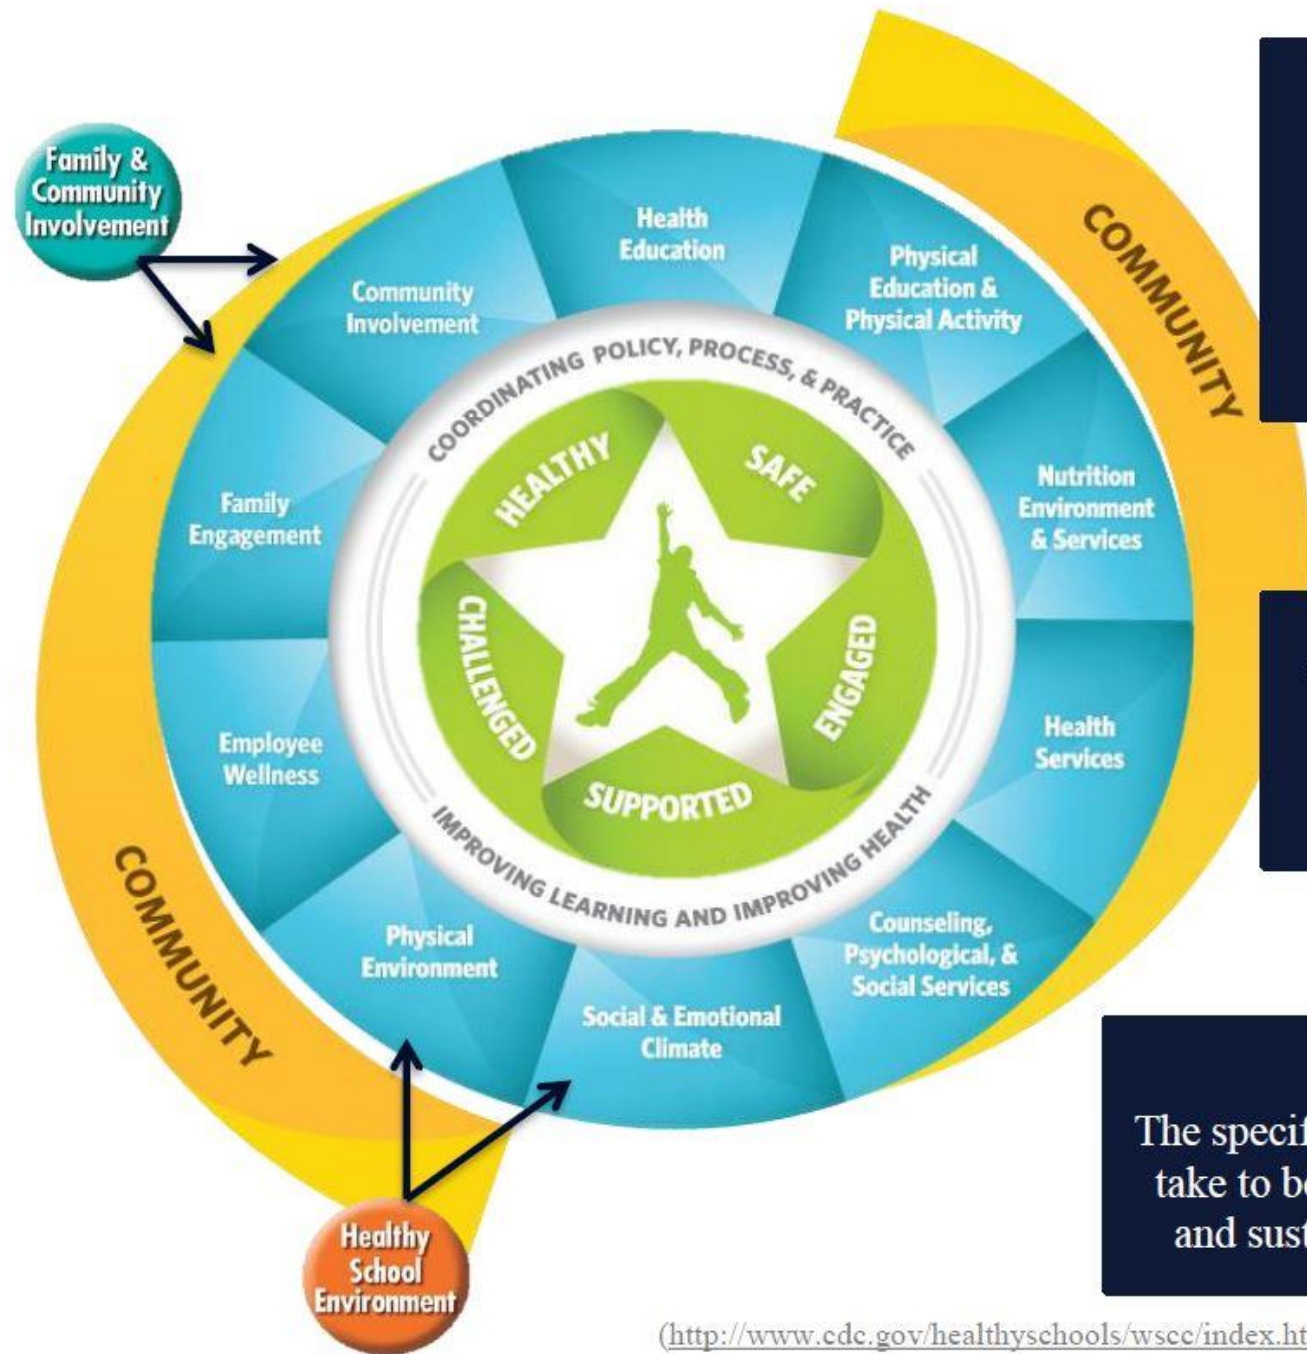 Family &
Community
Involvement
Health
Education
Physical
Education &
Physical Activity
Community
Involvement
COMMUNITY
Nutrition
Environment
& Services
Family
Engagement
COORDINATING POLICY, PROCESS, & PRACTICE
HEALTHY
SAFE
CHALLENGED
ENGAGED
SUPPORTED
IMPROVING LEARNING AND IMPROVING HEALTH
Health
Services
Employee
Wellness
Counseling,
Psychological, &
Social Services
Physical
Environment
Social & Emotional
Climate
COMMUNITY
Healthy
School
Environment
The specif
take to be
and sust
(http://www.cdc.gov/healthyschools/wscc/index.ht